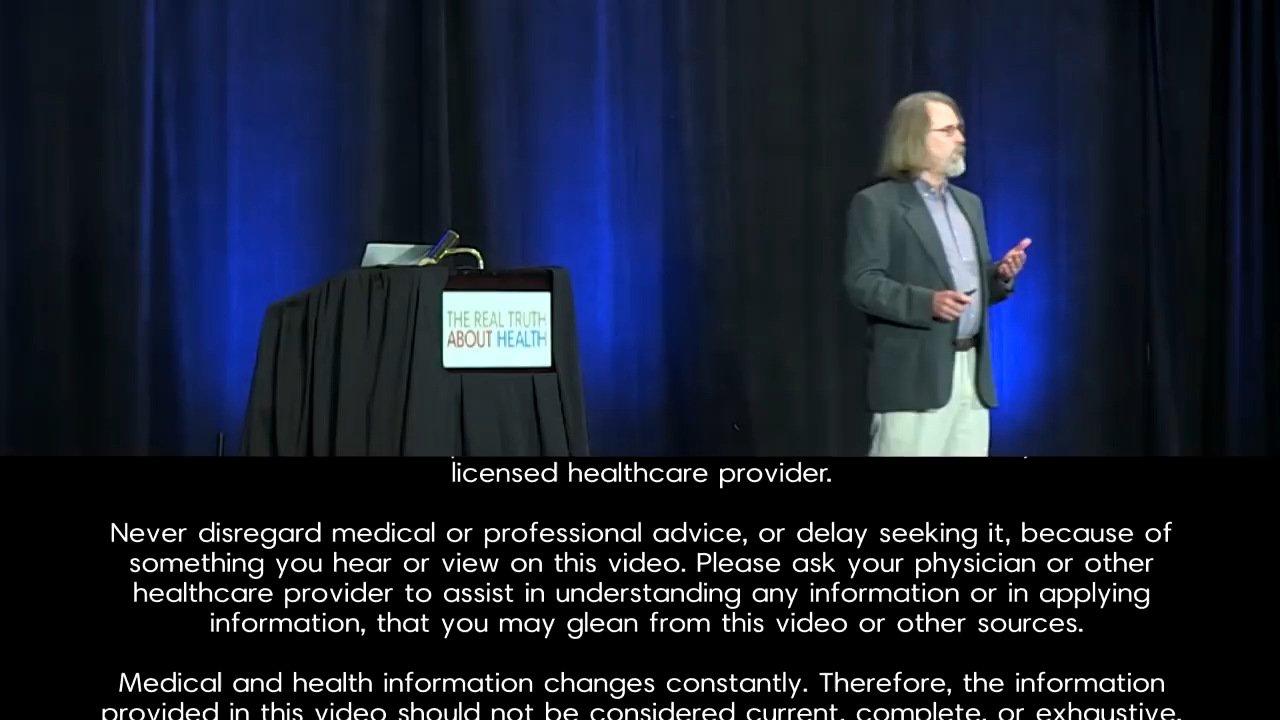 THE REAL TRUTH
ABOUT HEALTH
licensed healthcare provider.
Never disregard medical or professional advice, or delay seeking it, because of
something you hear or view on this video. Please ask your physician or other
healthcare provider to assist in understanding any information or in applying
information, that you may glean from this video or other sources.
Medical and health information changes constantly. Therefore, the information
provided in this video should not be considered current, complete, or exhaustive,